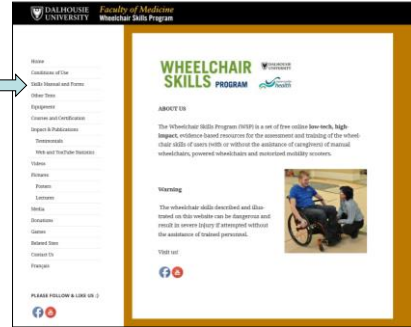 DALHOUSIE
UNIVERSITY
Faculty of Medicine
Wheelchair Skills Program
Home
Conditions of Use
Skills Manual and Forms
Other Tests
Equipment
Courses and Certification
Impact & Publications
Testimonials
Web and YouTube Statistics
Videos
Pictures
Posters
Lectures
Media
Donations
Games
Related Sites
Contact Us
Français
PLEASE FOLLOW & LIKE US :)
WHEELCHAIR
SKILLS PROGRAM
DALHOUSIE
UNIVERSITY
health
ABOUT US
The Wheelchair Skills Program (WSP) is a set of free online low-tech, high-
impact, evidence-based resources for the assessment and training of the wheel-
chair skills of users (with or without the assistance of caregivers) of manual
wheelchairs, powered wheelchairs and motorised mobility scooters.
Warning
The wheelchair skills described and illus-
trated on this website can be dangerous and
result in severe injury if attempted without
the assistance of trained personnel.
Visit us!